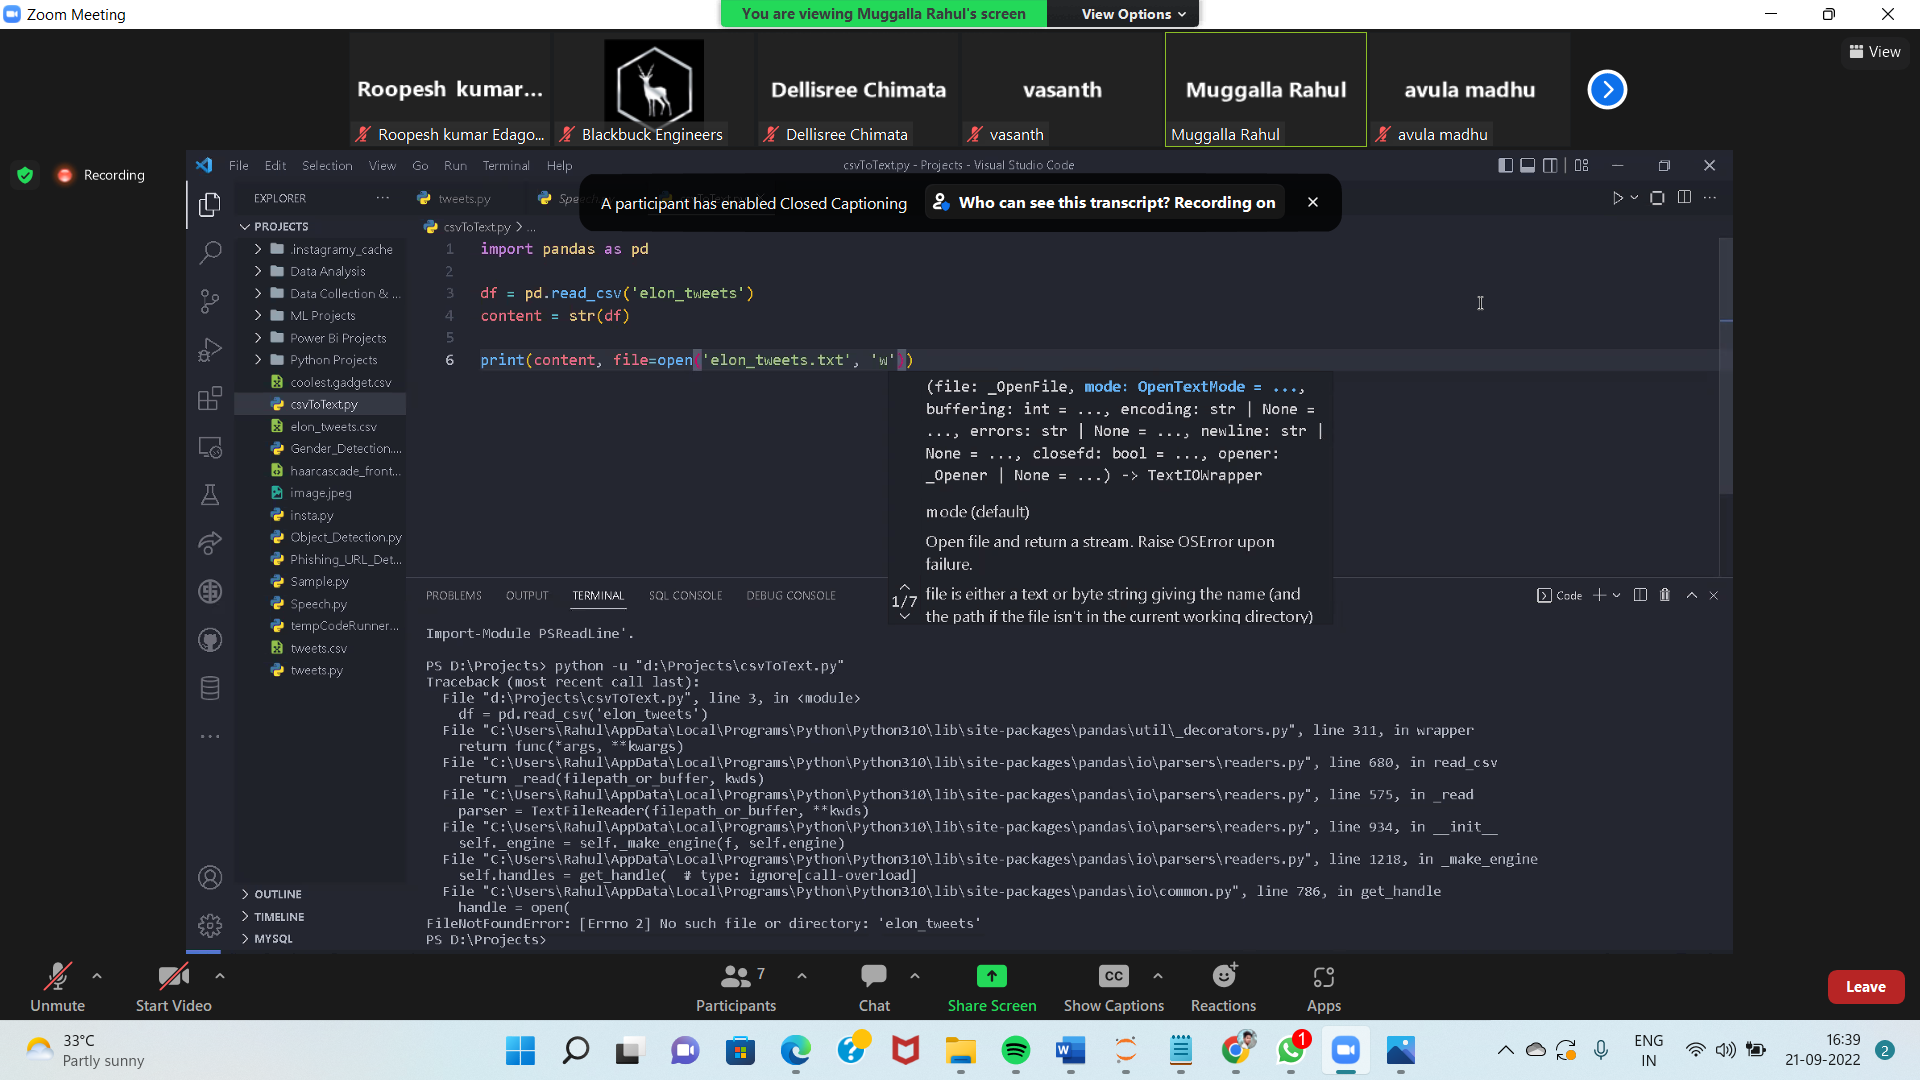 Zoom Meeting
You are viewing Muggalla Rahul's screen
View Options
View
Roopesh kumar...
Dellisree Chimata
vasanth
Muggalla Rahul
avula madhu
Roopesh kumar Edago...
Blackbuck Engineers
Dellisree Chimata
vasanth
Muggalla Rahul
avula madhu
Recording
File Edit Selection View Go Run Terminal Help
csvToText.py - Projects - Visual Studio Code
A participant has enabled Closed Captioning
Who can see this transcript? Recording on
EXPLORER ...
tweets.py
csvToText.py > ...
PROJECTS
.instagramy_cache
Data Analysis
Data Collection & ...
ML Projects
Power Bi Projects
Python Projects
coolest.gadget.csv
csvToText.py
elon_tweets.csv
Gender_Detection....
haarcascade_front...
image.jpeg
insta.py
Object_Detection.py
Phishing_URL_Det...
Sample.py
Speech.py
tempCodeRunner...
tweets.csv
tweets.py
OUTLINE
TIMELINE
MYSQL
1 import pandas as pd
2
3 df = pd.read_csv('elon_tweets')
4 content = str(df)
5
6 print(content, file=open('elon_tweets.txt', 'w'))
(file: _OpenFile, mode: OpenTextMode = ...,
buffering: int = ..., encoding: str | None =
..., errors: str | None = ..., newline: str |
None = ..., closefd: bool = ..., opener:
_Opener | None = ...) -> TextIOWrapper
mode (default)
Open file and return a stream. Raise OSError upon
failure.
1/7
file is either a text or byte string giving the name (and
the path if the file isn't in the current working directory)
PROBLEMS OUTPUT TERMINAL SQL CONSOLE DEBUG CONSOLE
Code
Import-Module PSReadLine'.
PS D:\Projects> python -u "d:\Projects\csvToText.py"
Traceback (most recent call last):
File "d:\Projects\csvToText.py", line 3, in <module>
df = pd.read_csv('elon_tweets')
File "C:\Users\Rahul\AppData\Local\Programs\Python\Python310\lib\site-packages\pandas\util\_decorators.py", line 311, in wrapper
return func(*args, **kwargs)
File "C:\Users\Rahul\AppData\Local\Programs\Python\Python310\lib\site-packages\pandas\io\parsers\readers.py", line 680, in read_csv
return _read(filepath_or_buffer, kwds)
File "C:\Users\Rahul\AppData\Local\Programs\Python\Python310\lib\site-packages\pandas\io\parsers\readers.py", line 575, in _read
parser = TextFileReader(filepath_or_buffer, **kwds)
File "C:\Users\Rahul\AppData\Local\Programs\Python\Python310\lib\site-packages\pandas\io\parsers\readers.py", line 934, in __init__
self._engine = self._make_engine(f, self.engine)
File "C:\Users\Rahul\AppData\Local\Programs\Python\Python310\lib\site-packages\pandas\io\parsers\readers.py", line 1218, in _make_engine
self.handles = get_handle(  # type: ignore[call-overload]
File "C:\Users\Rahul\AppData\Local\Programs\Python\Python310\lib\site-packages\pandas\io\common.py", line 786, in get_handle
handle = open(
FileNotFoundError: [Errno 2] No such file or directory: 'elon_tweets'
PS D:\Projects>
Unmute
Start Video
7
Participants
Chat
Share Screen
CC
Show Captions
Reactions
Apps
Leave
33°C
Partly sunny
1
ENG
IN
16:39
21-09-2022
2